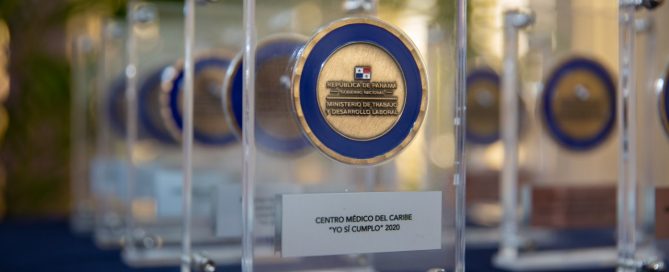 REPÚBLICA DE PANAMÁ
GOBIERNO NACIONAL
MINISTERIO DE TRABAJO
Y DESARROLLO LABORAL
CENTRO MÉDICO DEL CARIBE
"YO SÍ CUMPLO" 2020